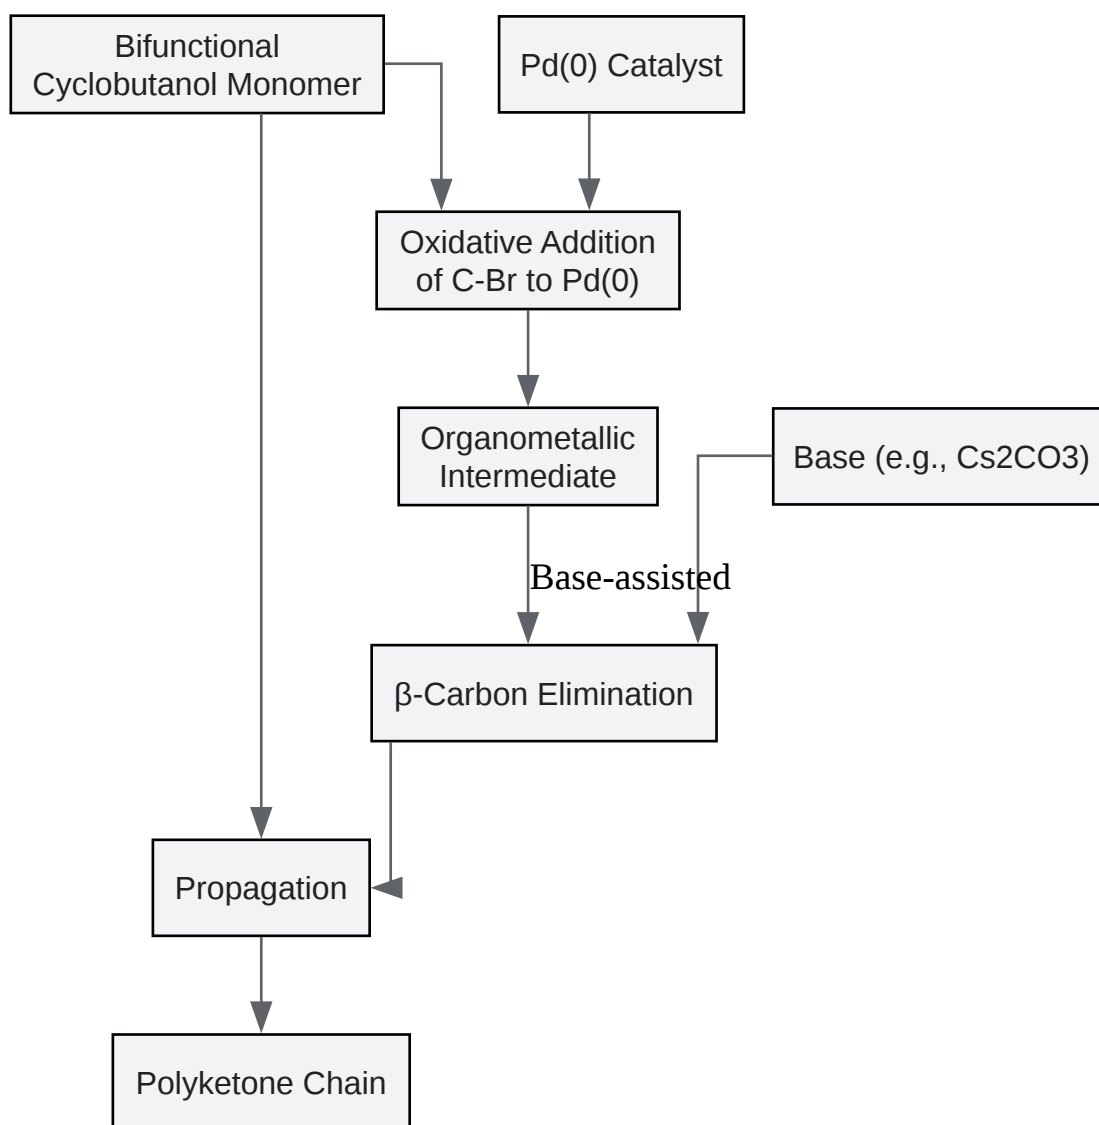 Bifunctional
Cyclobutanol Monomer
Pd(0) Catalyst
Oxidative Addition
of C-Br to Pd(0)
Organometallic
Intermediate
Base (e.g., Cs2CO3)
Base-assisted
β-Carbon Elimination
Propagation
Polyketone Chain